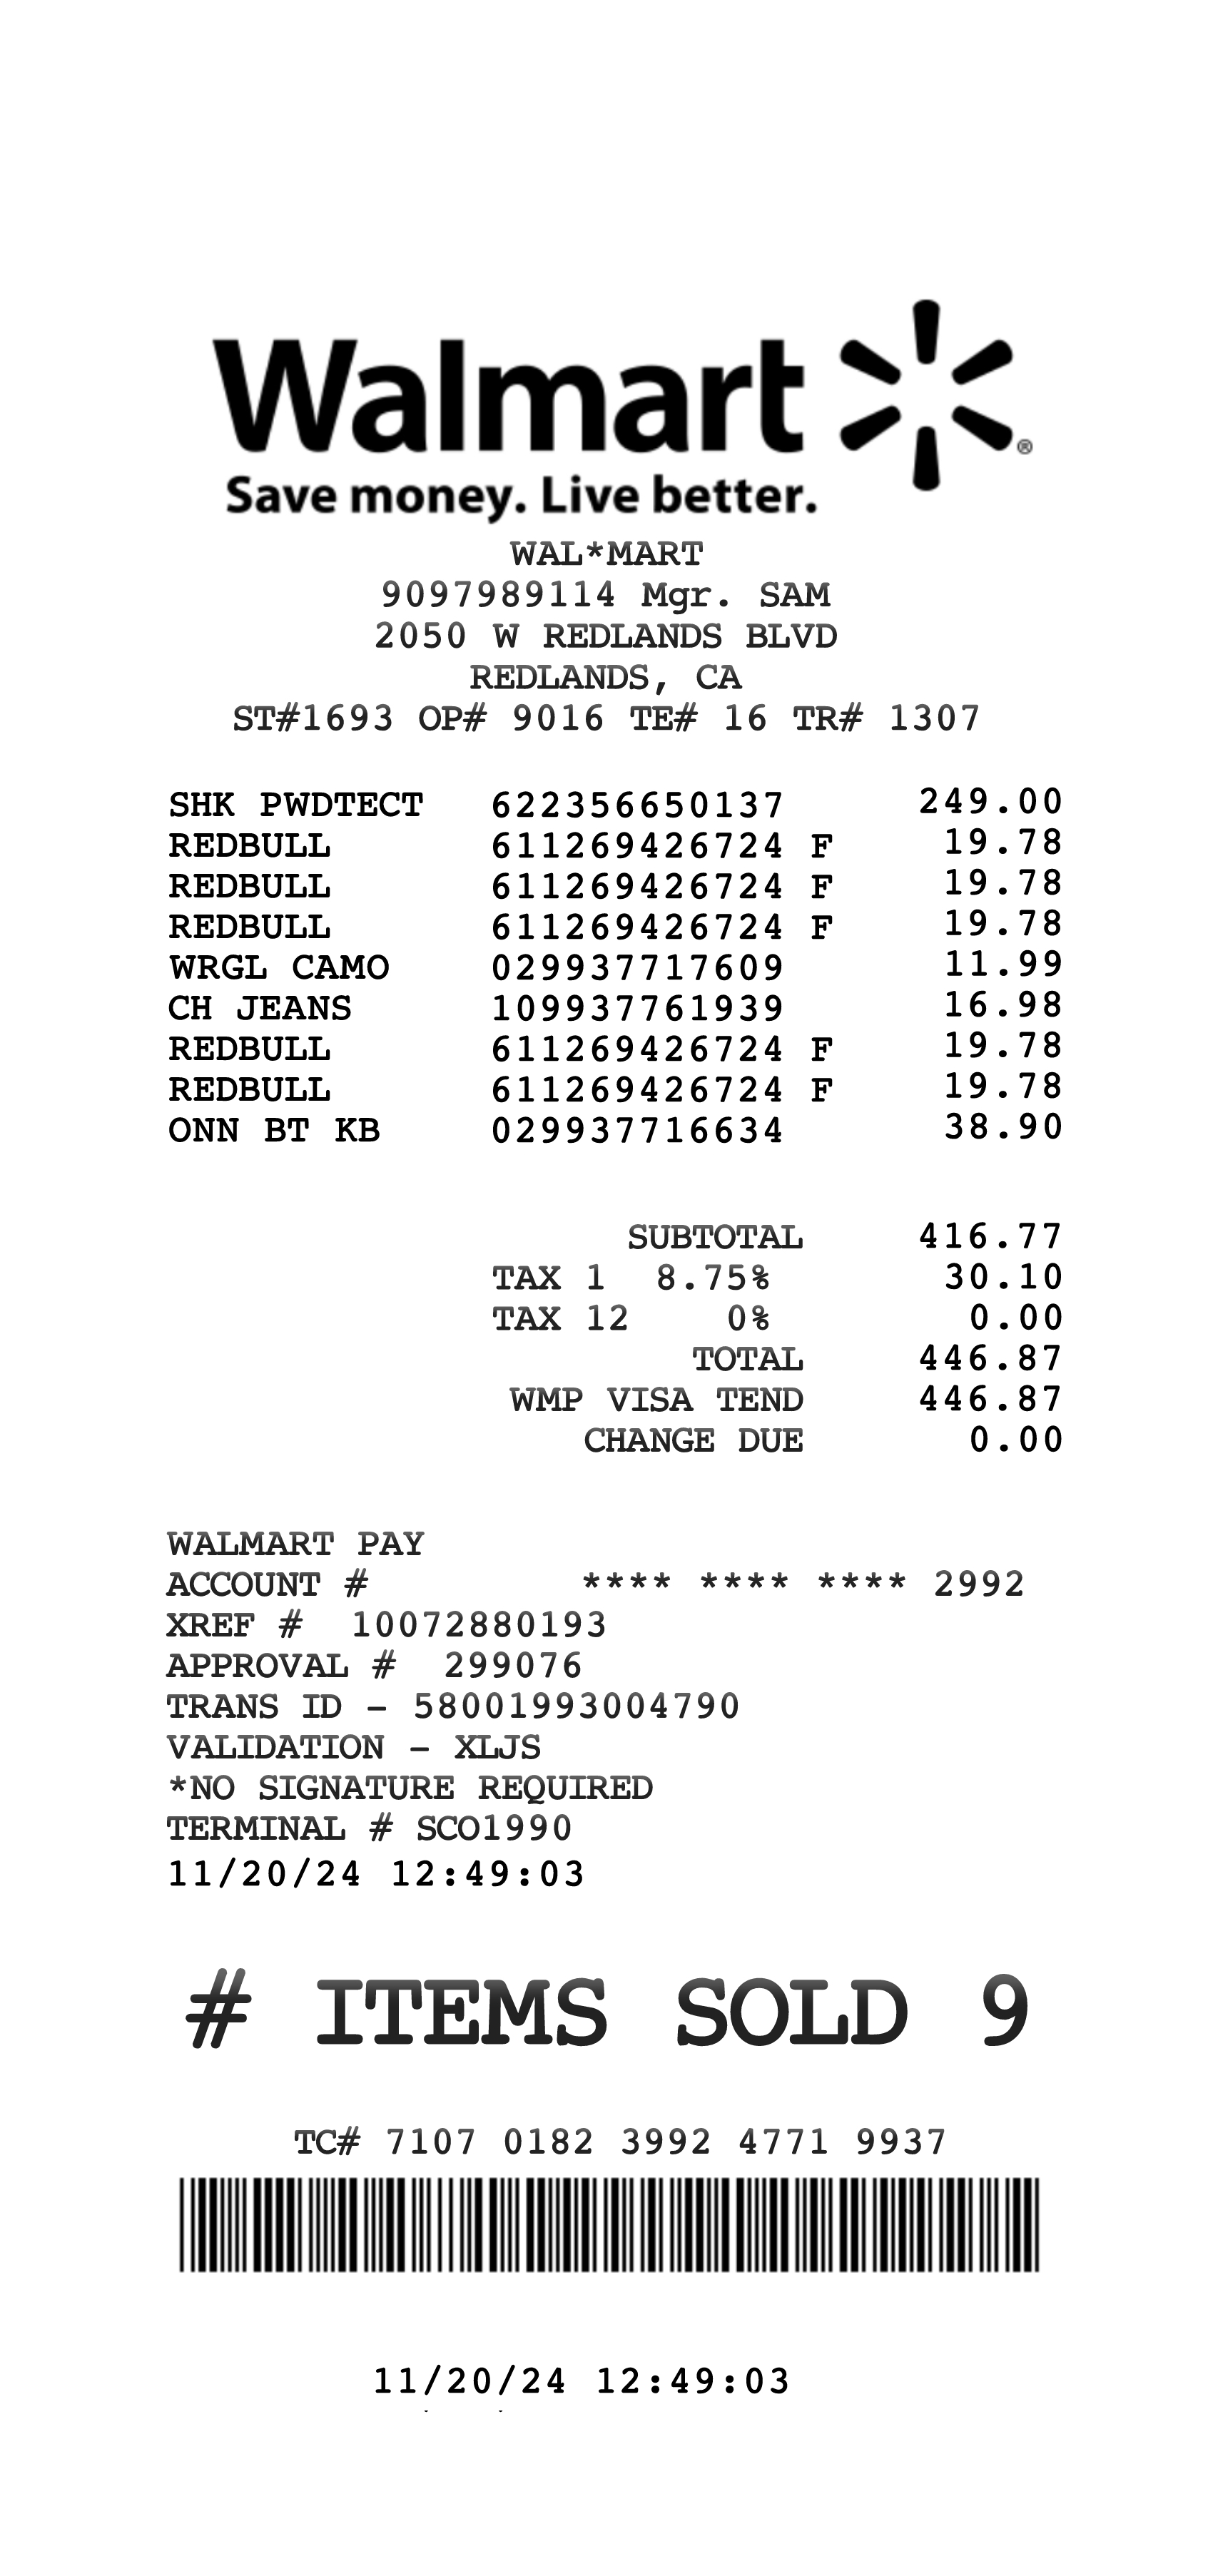 Walmart ®
Save money. Live better.
WAL*MART
9097989114 Mgr. SAM
2050 W REDLANDS BLVD
REDLANDS, CA
ST#1693 OP# 9016 TE# 16 TR# 1307
SHK PWDTECT 622356650137 249.00
REDBULL 611269426724 F 19.78
REDBULL 611269426724 F 19.78
REDBULL 611269426724 F 19.78
WRGL CAMO 029937717609 11.99
CH JEANS 109937761939 16.98
REDBULL 611269426724 F 19.78
REDBULL 611269426724 F 19.78
ONN BT KB 029937716634 38.90
SUBTOTAL 416.77
TAX 1 8.75% 30.10
TAX 12 0% 0.00
TOTAL 446.87
WMP VISA TEND 446.87
CHANGE DUE 0.00
WALMART PAY
ACCOUNT # **** **** **** 2992
XREF # 10072880193
APPROVAL # 299076
TRANS ID - 58001993004790
VALIDATION - XLJS
*NO SIGNATURE REQUIRED
TERMINAL # SCO1990
11/20/24 12:49:03
# ITEMS SOLD 9
TC# 7107 0182 3992 4771 9937
11/20/24 12:49:03